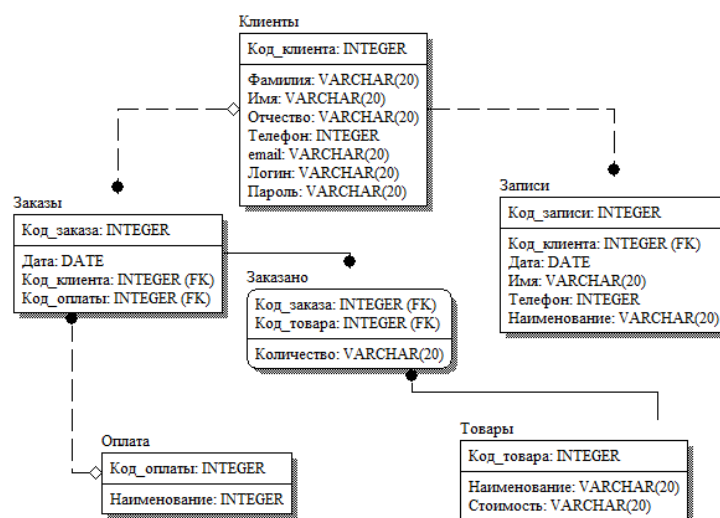 Клиенты
Код_клиента: INTEGER
Фамилия: VARCHAR(20)
Имя: VARCHAR(20)
Отчество: VARCHAR(20)
Телефон: INTEGER
email: VARCHAR(20)
Логин: VARCHAR(20)
Пароль: VARCHAR(20)
Заказы
Код_заказа: INTEGER
Дата: DATE
Код_клиента: INTEGER (FK)
Код_оплаты: INTEGER (FK)
Заказано
Код_заказа: INTEGER (FK)
Код_товара: INTEGER (FK)
Количество: VARCHAR(20)
Записи
Код_записи: INTEGER
Код_клиента: INTEGER (FK)
Дата: DATE
Имя: VARCHAR(20)
Телефон: INTEGER
Наименование: VARCHAR(20)
Оплата
Код_оплаты: INTEGER
Наименование: INTEGER
Товары
Код_товара: INTEGER
Наименование: VARCHAR(20)
Стоимость: VARCHAR(20)